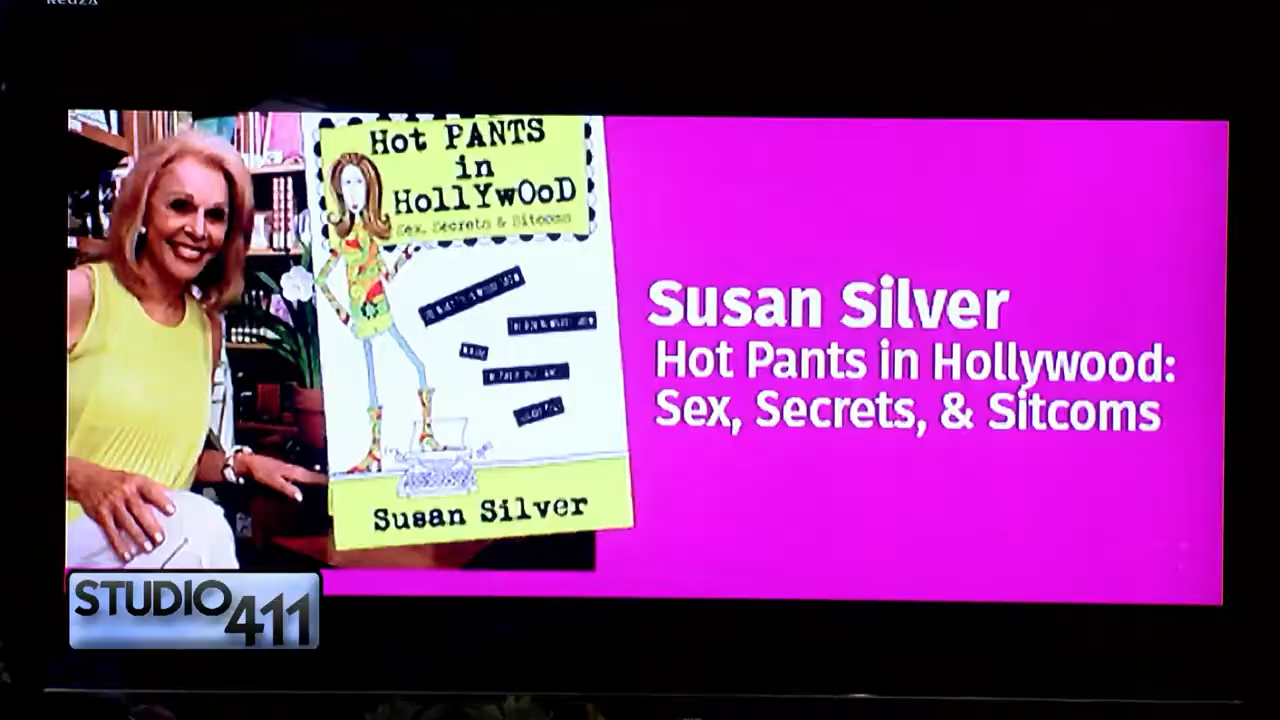 Hot PANTS
in
HollYwOoD
Sex, Secrets & Sitcoms
Susan Silver
Susan Silver
Hot Pants in Hollywood:
Sex, Secrets, & Sitcoms
STUDIO 411